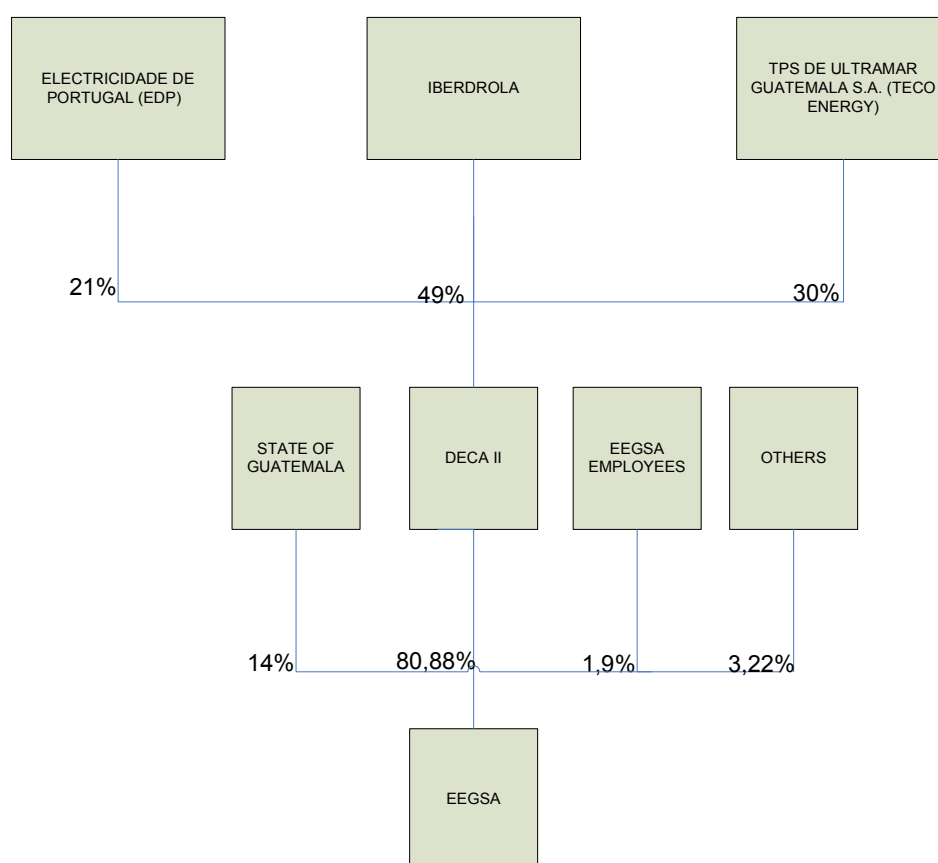 ELECTRICIDADE DE
PORTUGAL (EDP)
IBERDROLA
TPS DE ULTRAMAR
GUATEMALA S.A. (TECO
ENERGY)
21%
49%
30%
STATE OF
GUATEMALA
DECA II
EEGSA
EMPLOYEES
OTHERS
14%
80,88%
1,9%
3,22%
EEGSA